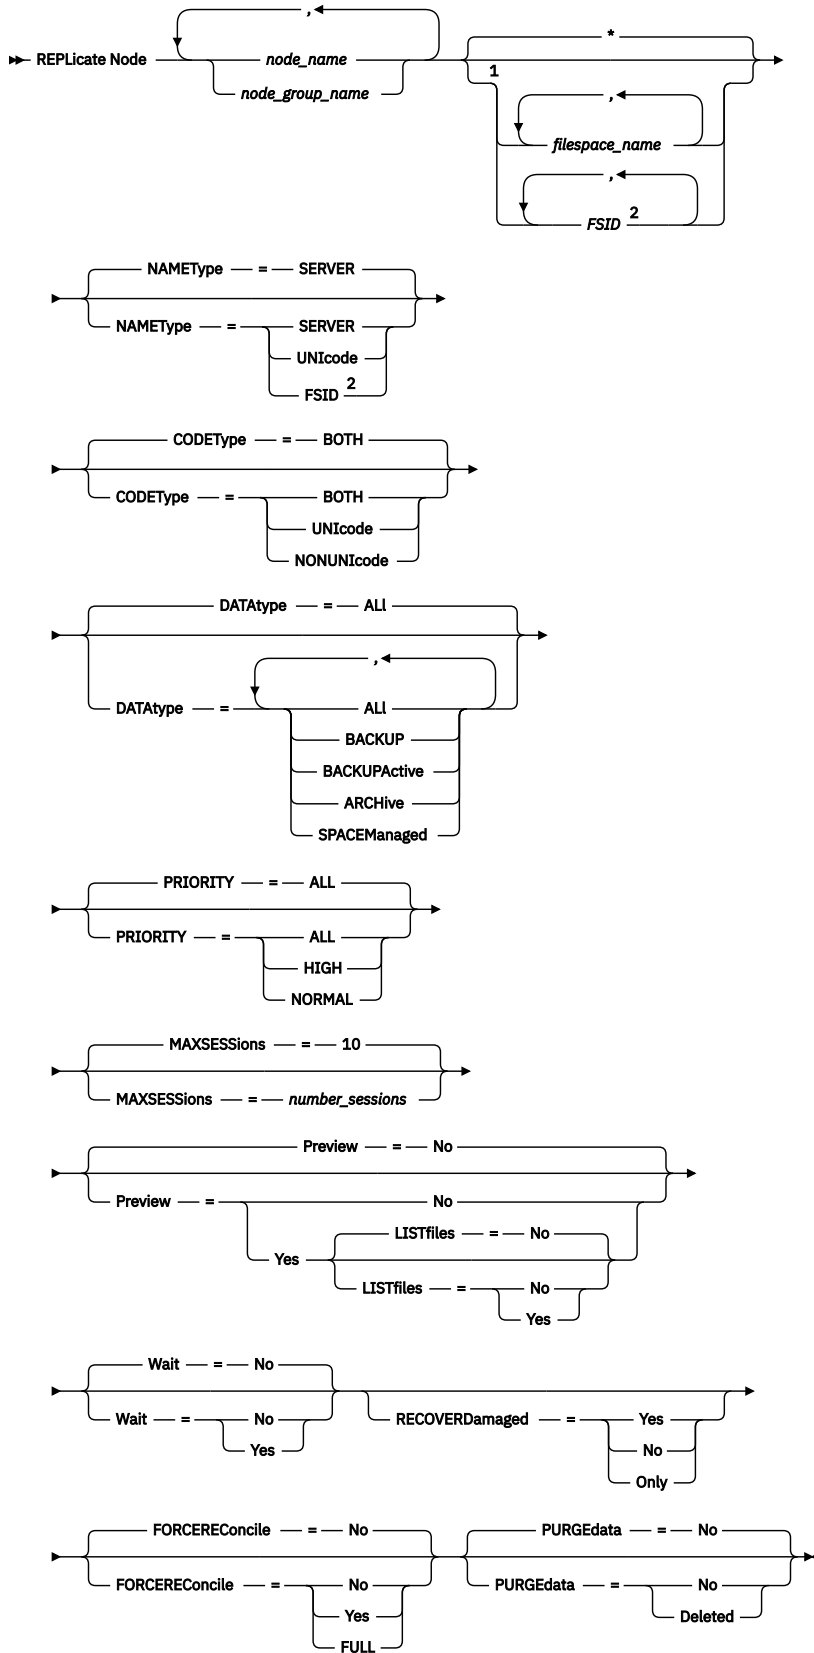 ,
REPLicate Node node_name
node_group_name
*
1
,
filespace_name
,
FSID 2
NAMEType = SERVER
NAMEType = SERVER
UNIcode
FSID 2
CODEType = BOTH
CODEType = BOTH
UNIcode
NONUNIcode
DATAtype = ALl
,
DATAtype = ALl
BACKUP
BACKUPActive
ARCHive
SPACEManaged
PRIORITY = ALL
PRIORITY = ALL
HIGH
NORMAL
MAXSESSions = 10
MAXSESSions = number_sessions
Preview = No
Preview = No
LISTfiles = No
Yes
LISTfiles = No
Yes
Wait = No
Wait = No
Yes
RECOVERDamaged = Yes
No
Only
FORCEREConcile = No
FORCEREConcile = No
Yes
FULL
PURGEdata = No
PURGEdata = No
Deleted